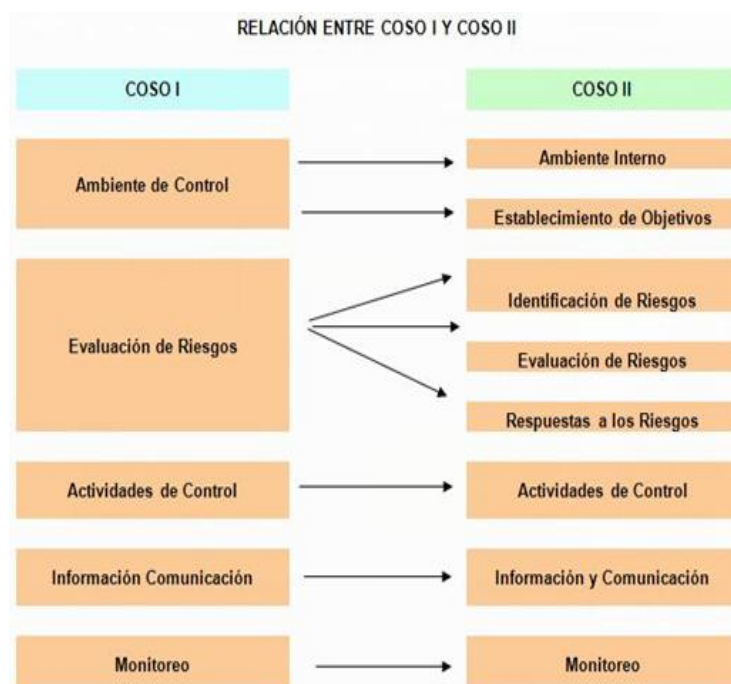 RELACIÓN ENTRE COSO I Y COSO II
COSO I
COSO II
Ambiente de Control
Ambiente Interno
Establecimiento de Objetivos
Evaluación de Riesgos
Identificación de Riesgos
Evaluación de Riesgos
Respuestas a los Riesgos
Actividades de Control
Actividades de Control
Información Comunicación
Información y Comunicación
Monitoreo
Monitoreo